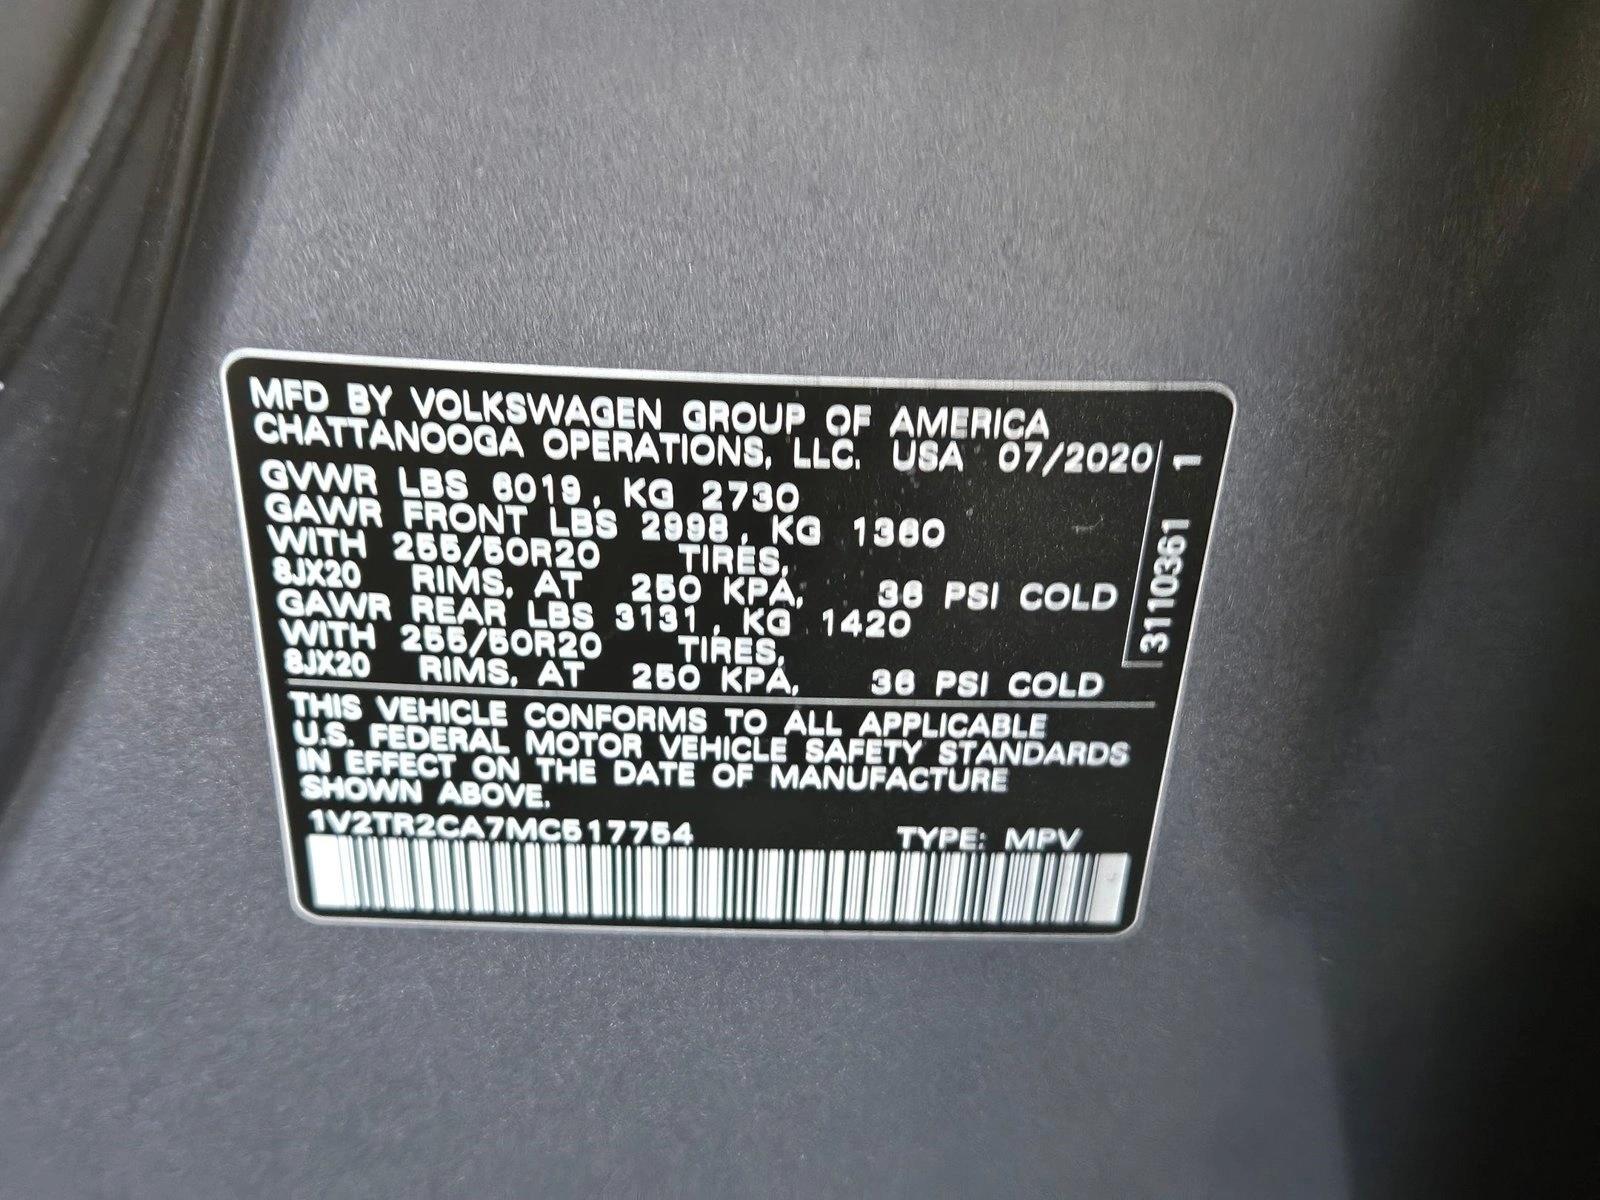 MFD BY VOLKSWAGEN GROUP OF AMERICA
CHATTANOOGA OPERATIONS, LLC. USA 07/2020
GVWR LBS 6019, KG 2730
GAWR FRONT LBS 2998, KG 1360
WITH 255/50R20 TIRES,
8JX20 RIMS, AT 250 KPA, 36 PSI COLD
GAWR REAR LBS 3131, KG 1420
WITH 255/50R20 TIRES,
8JX20 RIMS, AT 250 KPA, 36 PSI COLD
THIS VEHICLE CONFORMS TO ALL APPLICABLE
U.S. FEDERAL MOTOR VEHICLE SAFETY STANDARDS
IN EFFECT ON THE DATE OF MANUFACTURE
SHOWN ABOVE.
1V2TR2CA7MC517754 TYPE: MPV
3110361 1